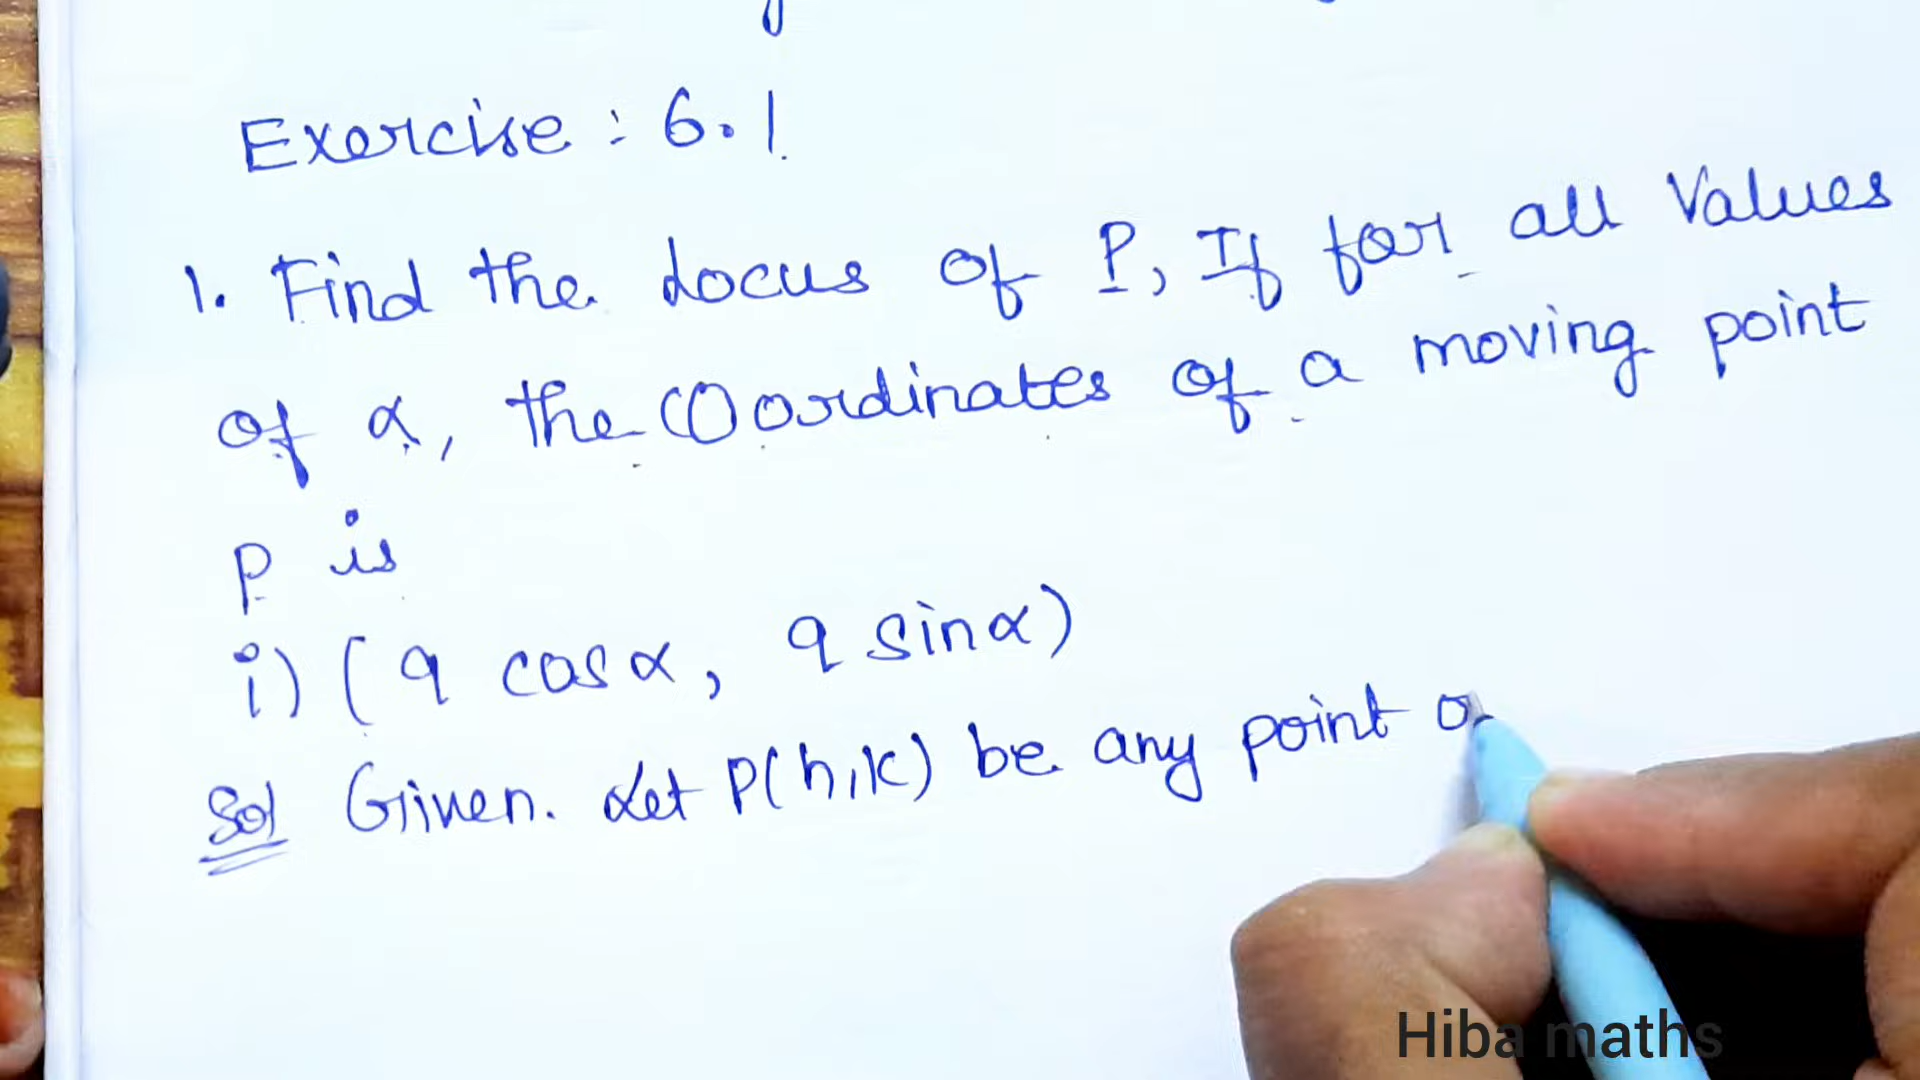 Exercise : 6.1
1. Find the Locus of P, If for all Values
of α, the Coordinates of a moving point
P is
i) (9 cos α, 9 sin α)
Sol Given. Let P(h,k) be any point o
Hiba maths